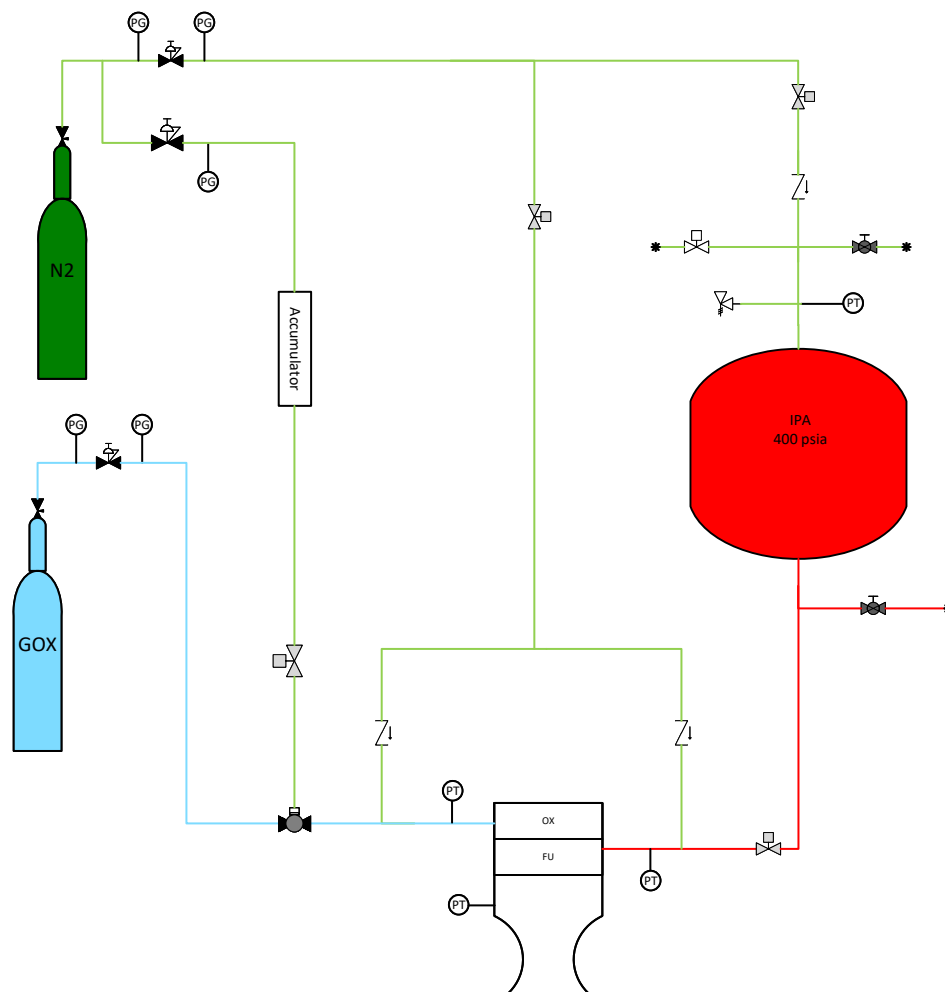 PG
PG
PG
N2
PT
Accumulator
IPA
400 psia
PG
PG
GOX
PT
OX
FU
PT
PT